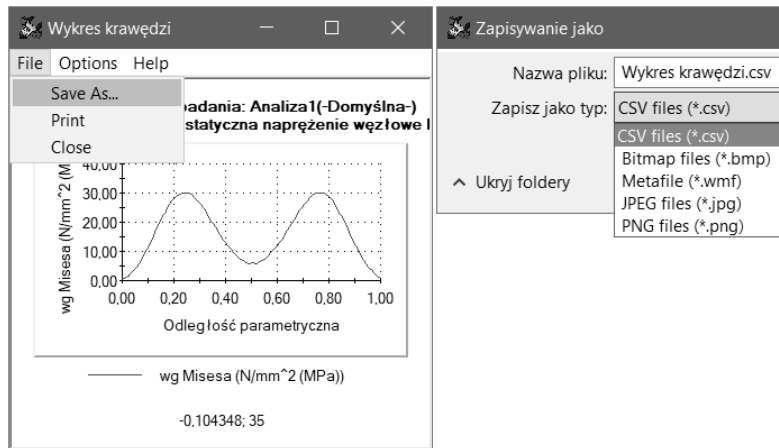 Wykres krawędzi
File Options Help
Save As...
Print
Close
adania: Analiza1(-Domyślna-)
statyczna naprężenie węzłowe
wg Misesa (N/mm^2 (M
40,00
30,00
20,00
10,00
0,00
0,00 0,20 0,40 0,60 0,80 1,00
Odległość parametryczna
wg Misesa (N/mm^2 (MPa))
-0,104348; 35
Zapisywanie jako
Nazwa pliku: Wykres krawędzi.csv
Zapisz jako typ: CSV files (*.csv)
CSV files (*.csv)
Bitmap files (*.bmp)
Metafile (*.wmf)
JPEG files (*.jpg)
PNG files (*.png)
Ukryj foldery